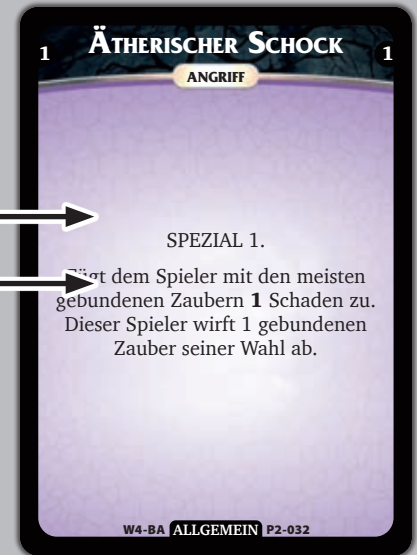 1 ÄTHERISCHER SCHOCK 1
ANGRIFF
SPEZIAL 1.
Fügt dem Spieler mit den meisten
gebundenen Zaubern 1 Schaden zu.
Dieser Spieler wirft 1 gebundenen
Zauber seiner Wahl ab.
W4-BA ALLGEMEIN P2-032